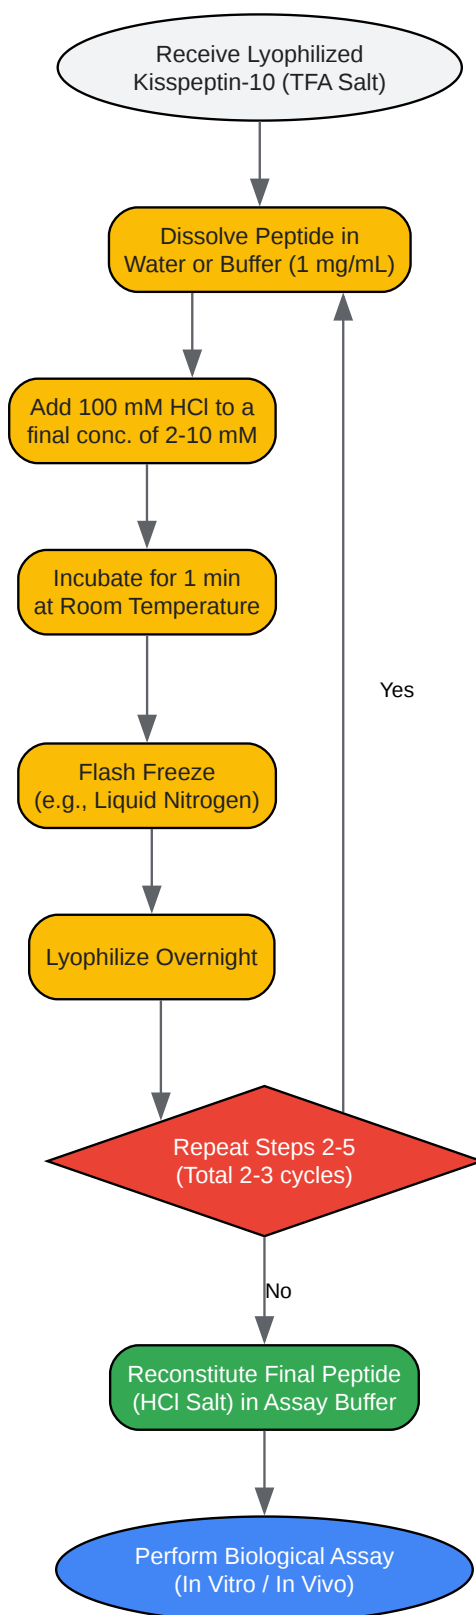 Receive Lyophilized
Kisspeptin-10 (TFA Salt)
Dissolve Peptide in
Water or Buffer (1 mg/mL)
Add 100 mM HCl to a
final conc. of 2-10 mM
Incubate for 1 min
at Room Temperature
Yes
Flash Freeze
(e.g., Liquid Nitrogen)
Lyophilize Overnight
Repeat Steps 2-5
(Total 2-3 cycles)
No
Reconstitute Final Peptide
(HCl Salt) in Assay Buffer
Perform Biological Assay
(In Vitro / In Vivo)